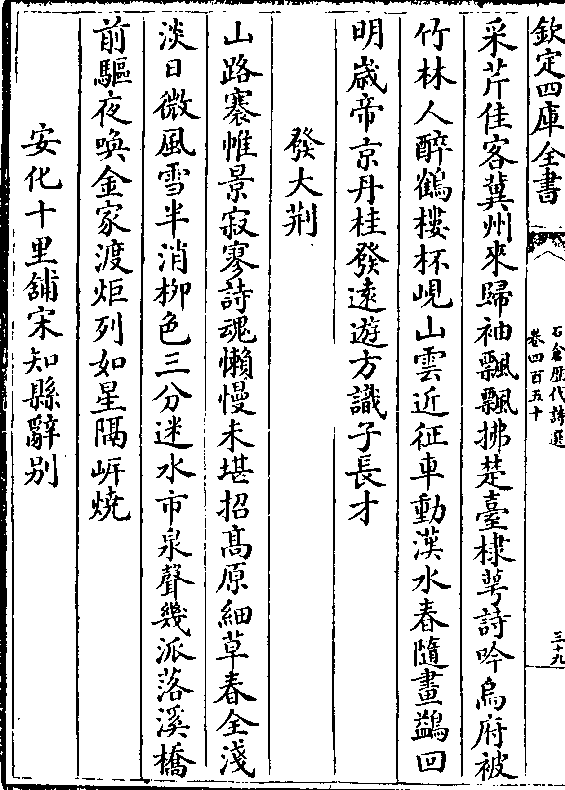 欽定四庫全書
石倉歴代詩選
卷四百五十
三十九
采芹佳客冀州來歸袖飄飄拂楚臺棣萼詩吟烏府被
竹林人醉鶴樓杯峴山雲近征車動漢水春隨畫鷁回
明歳帝京丹桂發逺遊方識子長才
發大荆
山路褰帷景寂寥詩魂懶慢未堪招髙原細草春全淺
淡日微風雪半消栁色三分迷水市泉聲幾派落溪橋
前驅夜喚金家渡炬列如星隔岍燒
安化十里舖宋知縣辭别